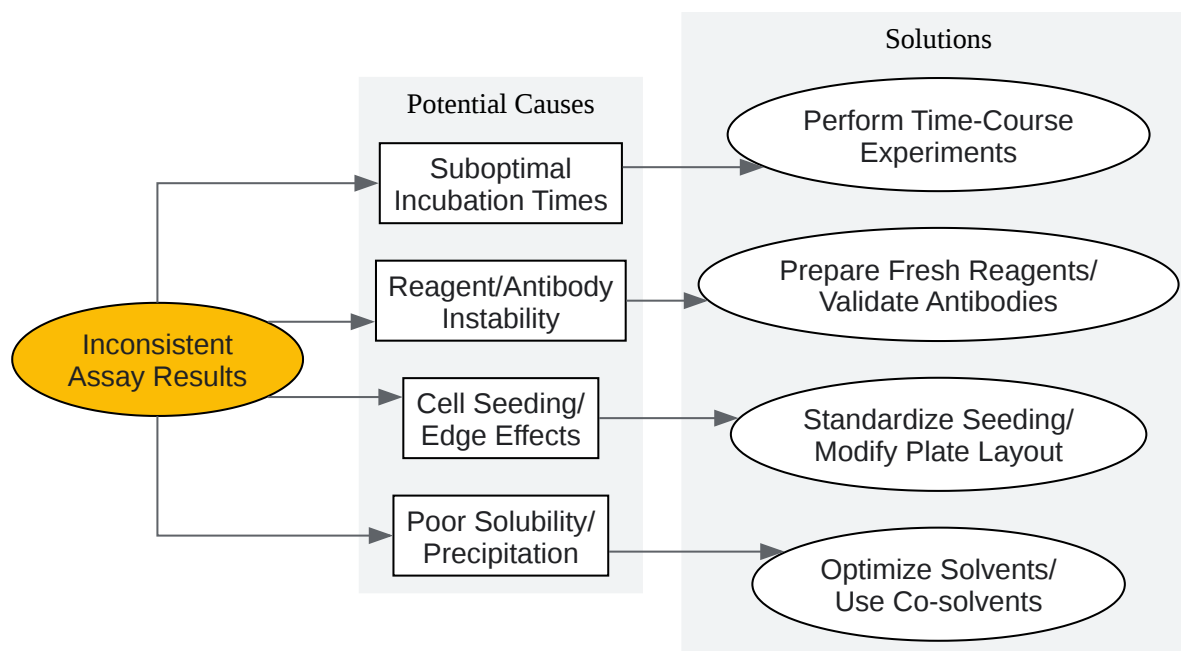 Solutions
Potential Causes
Perform Time-Course
Experiments
Suboptimal
Incubation Times
Prepare Fresh Reagents/
Validate Antibodies
Reagent/Antibody
Instability
Inconsistent
Assay Results
Cell Seeding/
Edge Effects
Standardize Seeding/
Modify Plate Layout
Poor Solubility/
Precipitation
Optimize Solvents/
Use Co-solvents